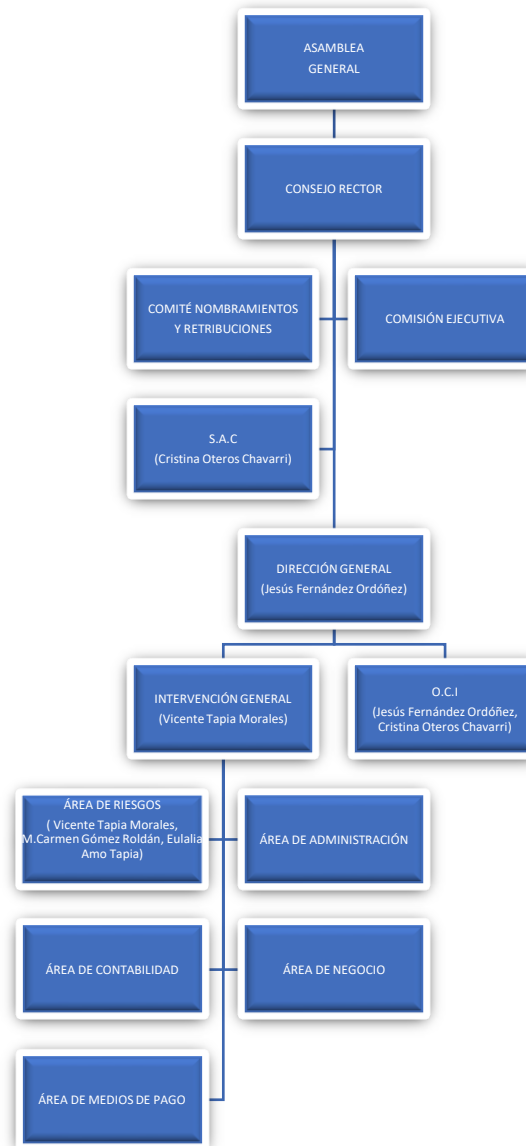 ASAMBLEA
GENERAL
CONSEJO RECTOR
COMITÉ NOMBRAMIENTOS
Y RETRIBUCIONES
COMISIÓN EJECUTIVA
S.A.C
(Cristina Oteros Chavarri)
DIRECCIÓN GENERAL
(Jesús Fernández Ordóñez)
INTERVENCIÓN GENERAL
(Vicente Tapia Morales)
O.C.I
(Jesús Fernández Ordóñez,
Cristina Oteros Chavarri)
ÁREA DE RIESGOS
( Vicente Tapia Morales,
M.Carmen Gómez Roldán, Eulalia
Amo Tapia)
ÁREA DE ADMINISTRACIÓN
ÁREA DE CONTABILIDAD
ÁREA DE NEGOCIO
ÁREA DE MEDIOS DE PAGO